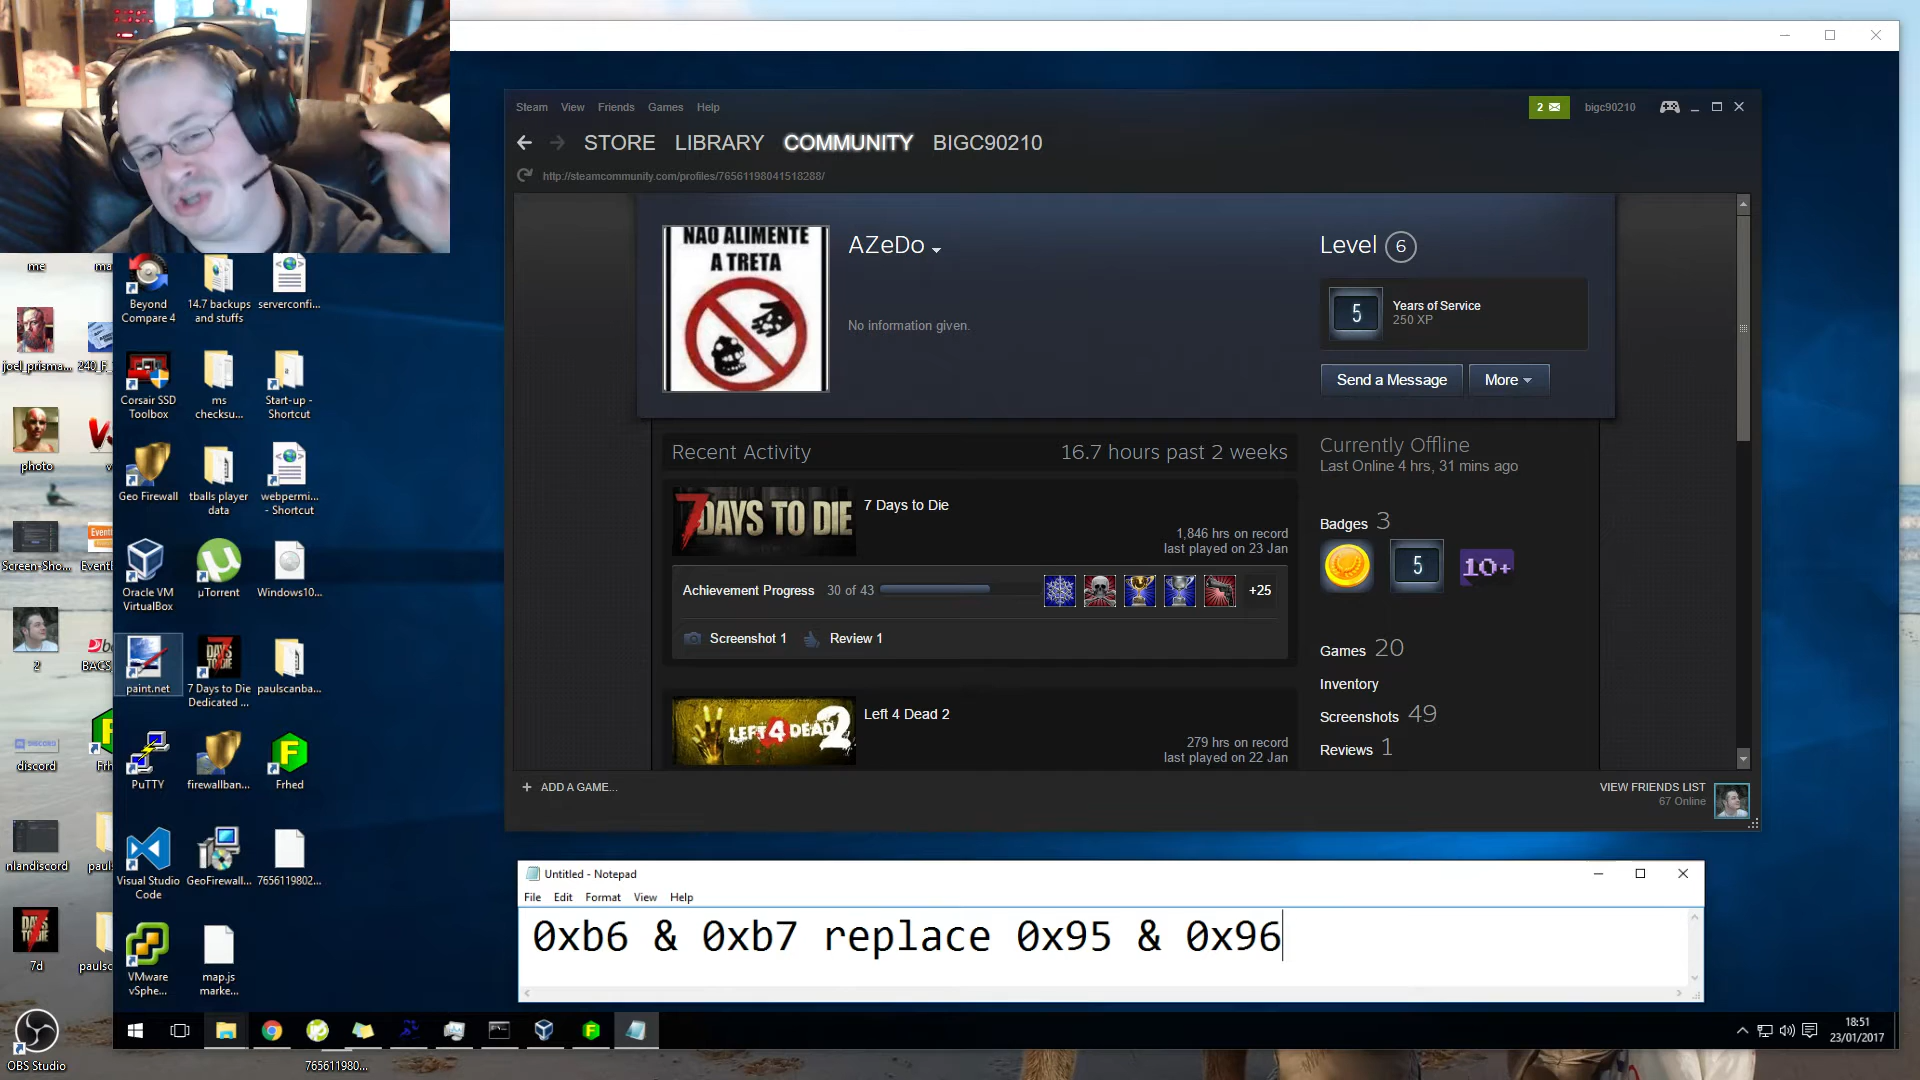 Steam View Friends Games Help
2
bigc90210
STORE LIBRARY COMMUNITY BIGC90210
http://steamcommunity.com/profiles/76561198041518288/
NAO ALIMENTE
A TRETA
AZeDo
No information given.
Level 6
5
Years of Service
250 XP
Send a Message
More
Recent Activity
16.7 hours past 2 weeks
7 DAYS TO DIE
7 Days to Die
1,846 hrs on record
last played on 23 Jan
Achievement Progress 30 of 43
+25
Screenshot 1
Review 1
LEFT 4 DEAD 2
Left 4 Dead 2
279 hrs on record
last played on 22 Jan
Currently Offline
Last Online 4 hrs, 31 mins ago
Badges 3
5
10+
Games 20
Inventory
Screenshots 49
Reviews 1
+ ADD A GAME...
VIEW FRIENDS LIST
67 Online
Untitled - Notepad
File Edit Format View Help
0xb6 & 0xb7 replace 0x95 & 0x96
me
joel_prisma...
240_F_
photo
Screen-Sho...
2
BACS
discord
nlandiscord
7d
OBS Studio
Beyond
Compare 4
14.7 backups
and stuffs
serverconfi...
Corsair SSD
Toolbox
ms
checksu...
Start-up -
Shortcut
Geo Firewall
tballs player
data
webpermi...
- Shortcut
Oracle VM
VirtualBox
µTorrent
Windows10...
paint.net
7 Days to Die
Dedicated ...
paulscanba...
PuTTY
firewallban...
Frhed
Visual Studio
Code
GeoFirewall...
7656119802...
VMware
vSphe...
map.js
marke...
765611980...
18:51
23/01/2017